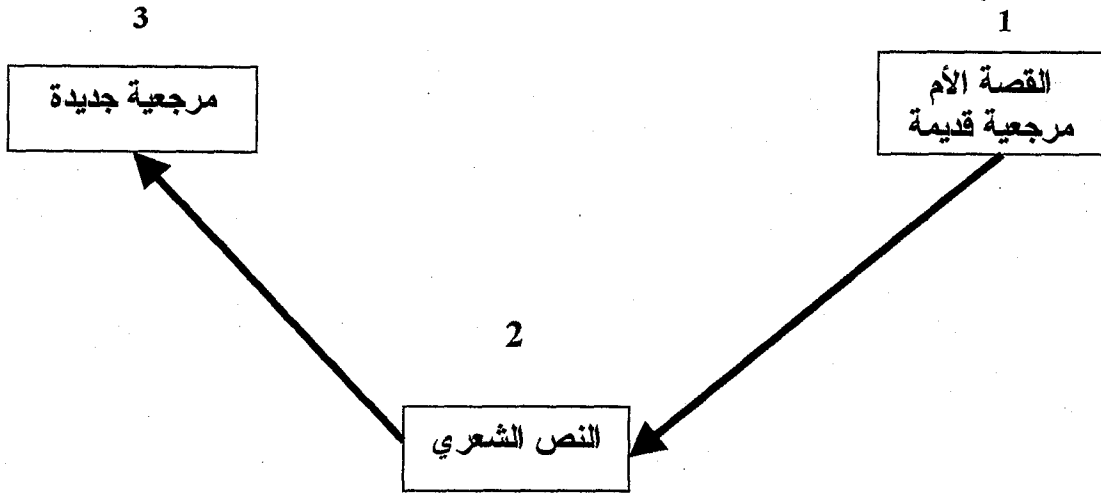 1
القصة الأم
مرجعية قديمة
2
النص الشعري
3
مرجعية جديدة